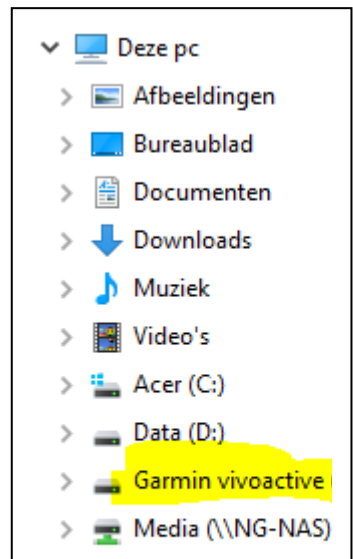 Deze pc
Afbeeldingen
Bureaublad
Documenten
Downloads
Muziek
Video's
Acer (C:)
Data (D:)
Garmin vivoactive (
Media (\\NG-NAS)